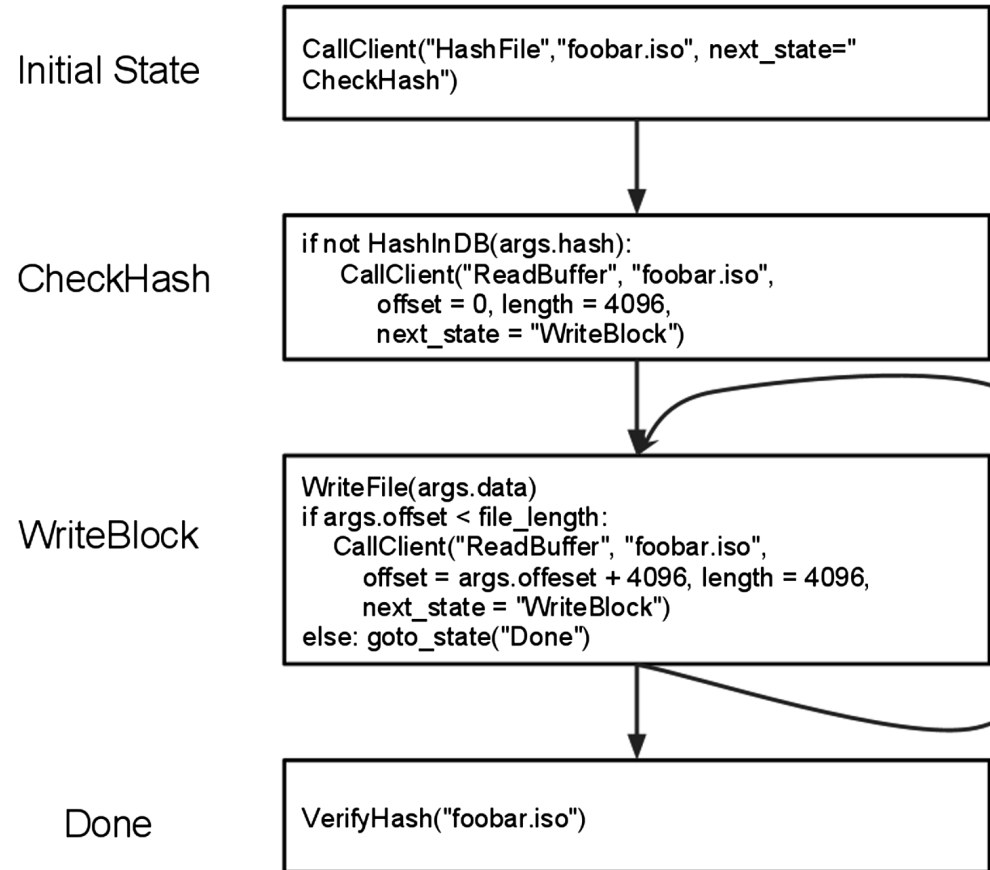 Initial State
CallClient("HashFile","foobar.iso", next_state="
CheckHash")
CheckHash
if not HashInDB(args.hash):
CallClient("ReadBuffer", "foobar.iso",
offset = 0, length = 4096,
next_state = "WriteBlock")
WriteBlock
WriteFile(args.data)
if args.offset < file_length:
CallClient("ReadBuffer", "foobar.iso",
offset = args.offeset + 4096, length = 4096,
next_state = "WriteBlock")
else: goto_state("Done")
Done
VerifyHash("foobar.iso")